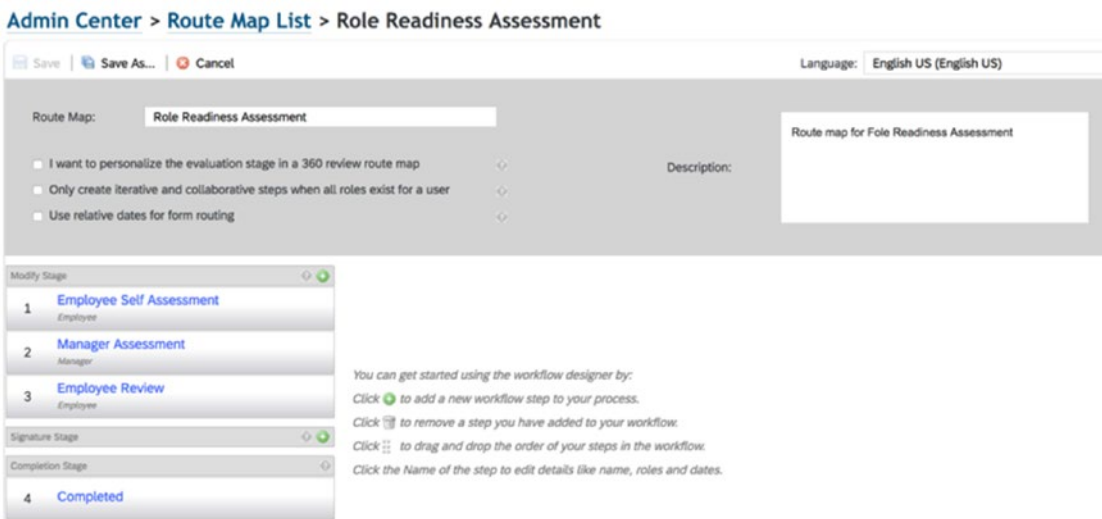 Admin Center > Route Map List > Role Readiness Assessment
Save Save As... Cancel Language: English US (English US)
Route Map: Role Readiness Assessment
Route map for Fole Readiness Assessment
Description:
I want to personalize the evaluation stage in a 360 review route map
Only create iterative and collaborative steps when all roles exist for a user
Use relative dates for form routing
Modify Stage
1 Employee Self Assessment
Employee
2 Manager Assessment
Manager
3 Employee Review
Employee
Signature Stage
Completion Stage
4 Completed
You can get started using the workflow designer by:
Click to add a new workflow step to your process.
Click to remove a step you have added to your workflow.
Click to drag and drop the order of your steps in the workflow.
Click the Name of the step to edit details like name, roles and dates.